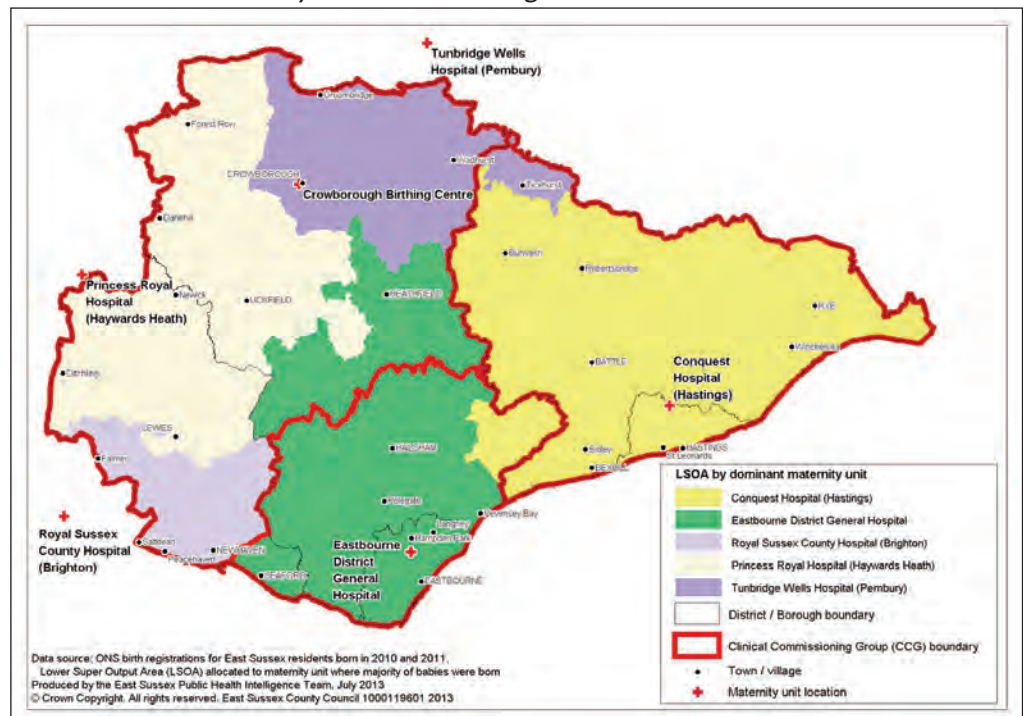 Tunbridge Wells
Hospital (Pembury)
Groombridge
Forest Row
Wadhurst
CROWBOROUGH
Crowborough Birthing Centre
Ticehurst
Danehill
Burwash
Robertsbridge
Princess Royal
Hospital
(Haywards Heath)
Newick
UCKFIELD
HEATHFIELD
RYE
Winchelsea
Ditchling
BATTLE
Conquest
Hospital
(Hastings)
LEWES
HAILSHAM
Sidley
BEXHILL
St Leonards
HASTINGS
Falmer
Polegate
Pevensey Bay
Langney
Hampden Park
Royal Sussex
County Hospital
(Brighton)
Saltdean
Peacehaven
NEWHAVEN
SEAFORD
Eastbourne
District
General
Hospital
EASTBOURNE
LSOA by dominant maternity unit
Conquest Hospital (Hastings)
Eastbourne District General Hospital
Royal Sussex County Hospital (Brighton)
Princess Royal Hospital (Haywards Heath)
Tunbridge Wells Hospital (Pembury)
District / Borough boundary
Clinical Commissioning Group (CCG) boundary
Town / village
Maternity unit location
Data source: ONS birth registrations for East Sussex residents born in 2010 and 2011,
Lower Super Output Area (LSOA) allocated to maternity unit where majority of babies were born
Produced by the East Sussex Public Health Intelligence Team, July 2013
© Crown Copyright. All rights reserved. East Sussex County Council 1000119601 2013